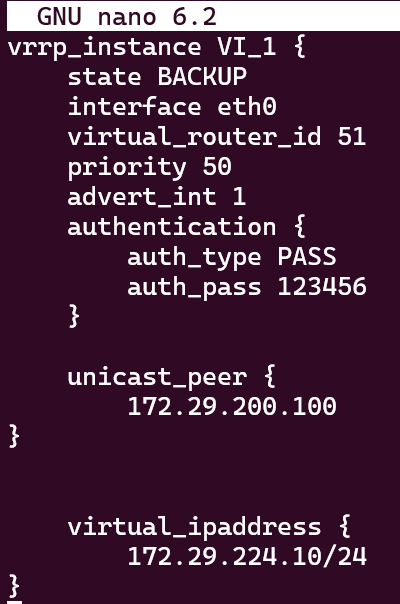 GNU nano 6.2
vrrp_instance VI_1 {
    state BACKUP
    interface eth0
    virtual_router_id 51
    priority 50
    advert_int 1
    authentication {
        auth_type PASS
        auth_pass 123456
    }

    unicast_peer {
        172.29.200.100
}

    virtual_ipaddress {
        172.29.224.10/24
}